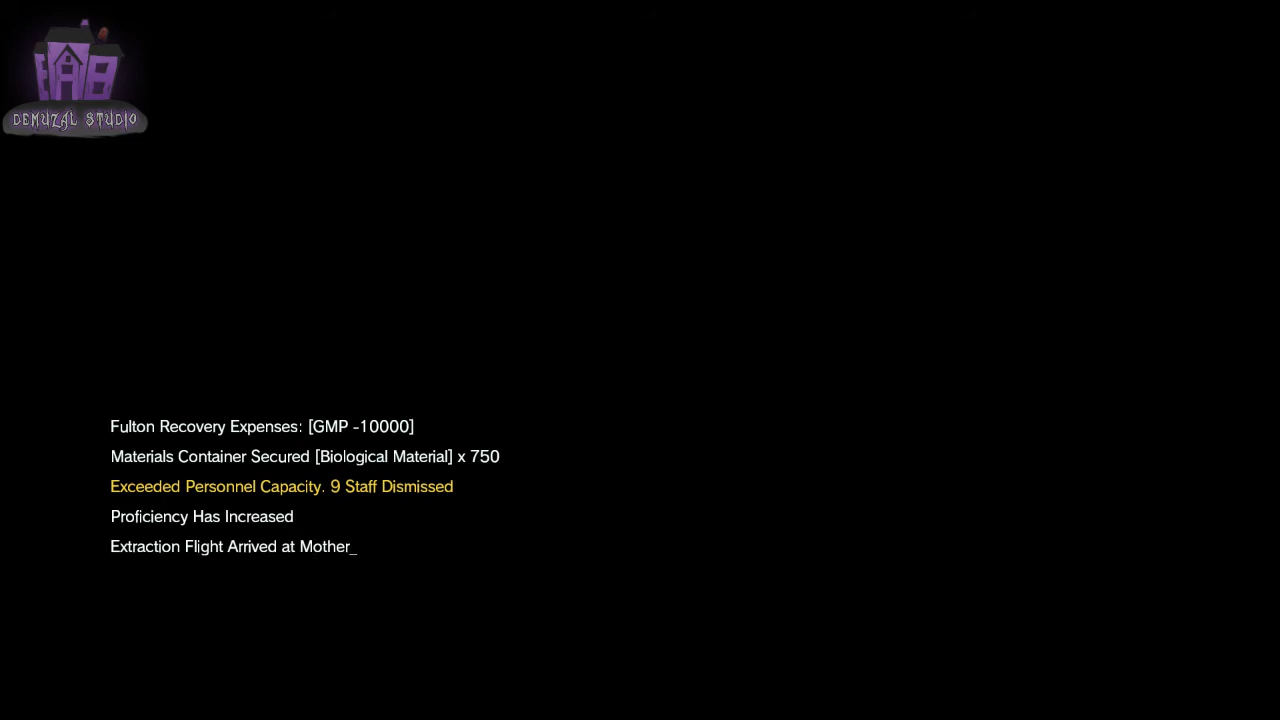 DEMUZAL STUDIO
Fulton Recovery Expenses: [GMP -10000]
Materials Container Secured [Biological Material] x 750
Exceeded Personnel Capacity. 9 Staff Dismissed
Proficiency Has Increased
Extraction Flight Arrived at Mother_